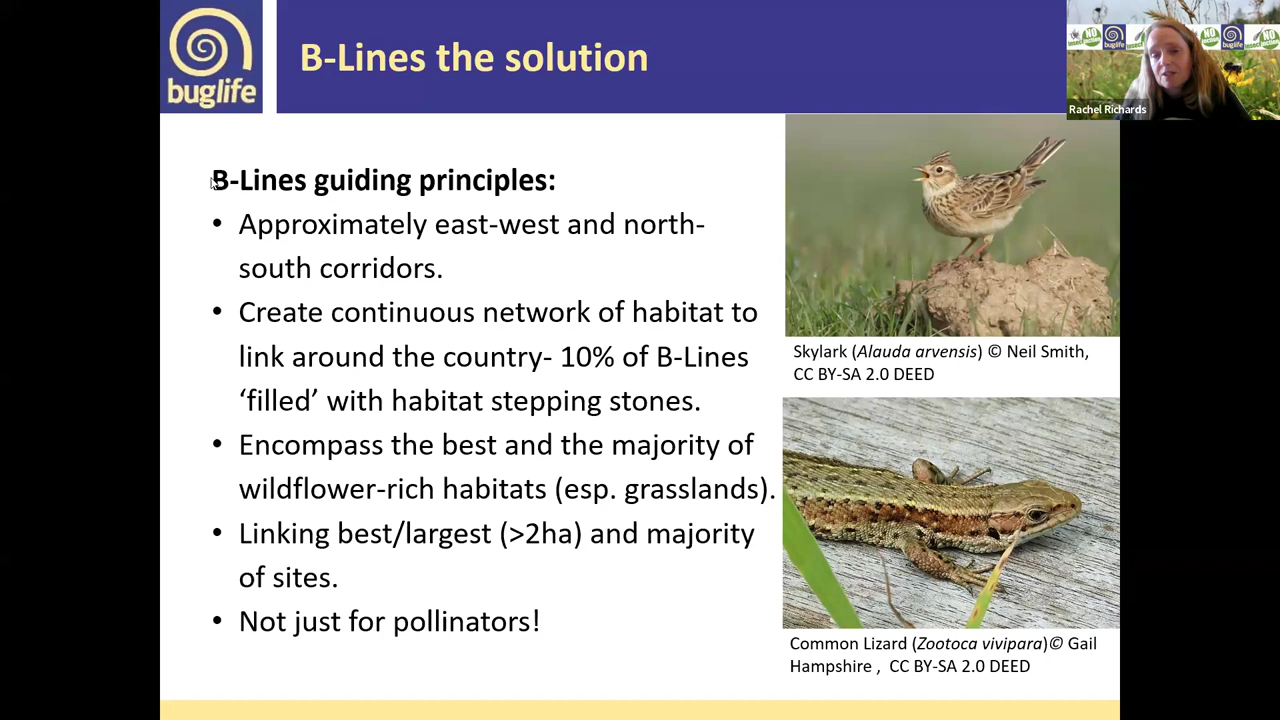 buglife
B-Lines the solution
Rachel Richards
B-Lines guiding principles:
• Approximately east-west and north-
south corridors.
• Create continuous network of habitat to
link around the country- 10% of B-Lines
‘filled’ with habitat stepping stones.
• Encompass the best and the majority of
wildflower-rich habitats (esp. grasslands).
• Linking best/largest (>2ha) and majority
of sites.
• Not just for pollinators!
Skylark (Alauda arvensis) © Neil Smith,
CC BY-SA 2.0 DEED
Common Lizard (Zootoca vivipara)© Gail
Hampshire , CC BY-SA 2.0 DEED